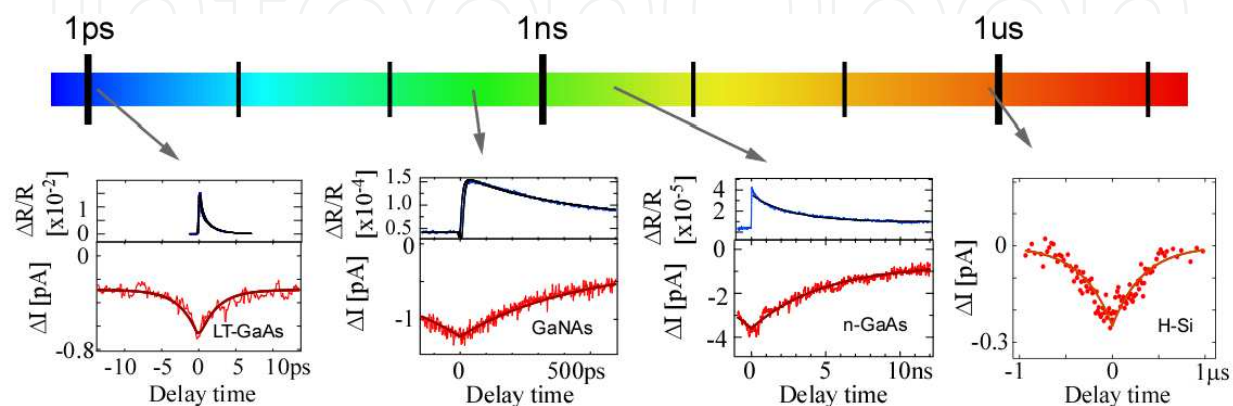 1ps
1ns
1us
ΔR/R
[x10-2]
1
0
ΔI [pA]
0
-0.8
LT-GaAs
-10 -5 0 5 10ps
Delay time
ΔR/R
[x10-4]
1.5
1.0
0.5
ΔI [pA]
0
-1
GaNAs
0 500ps
Delay time
ΔR/R
[x10-5]
4
2
ΔI [pA]
0
-2
-4
n-GaAs
0 5 10ns
Delay time
ΔI [pA]
0
-0.3
H-Si
-1 0 1μs
Delay time